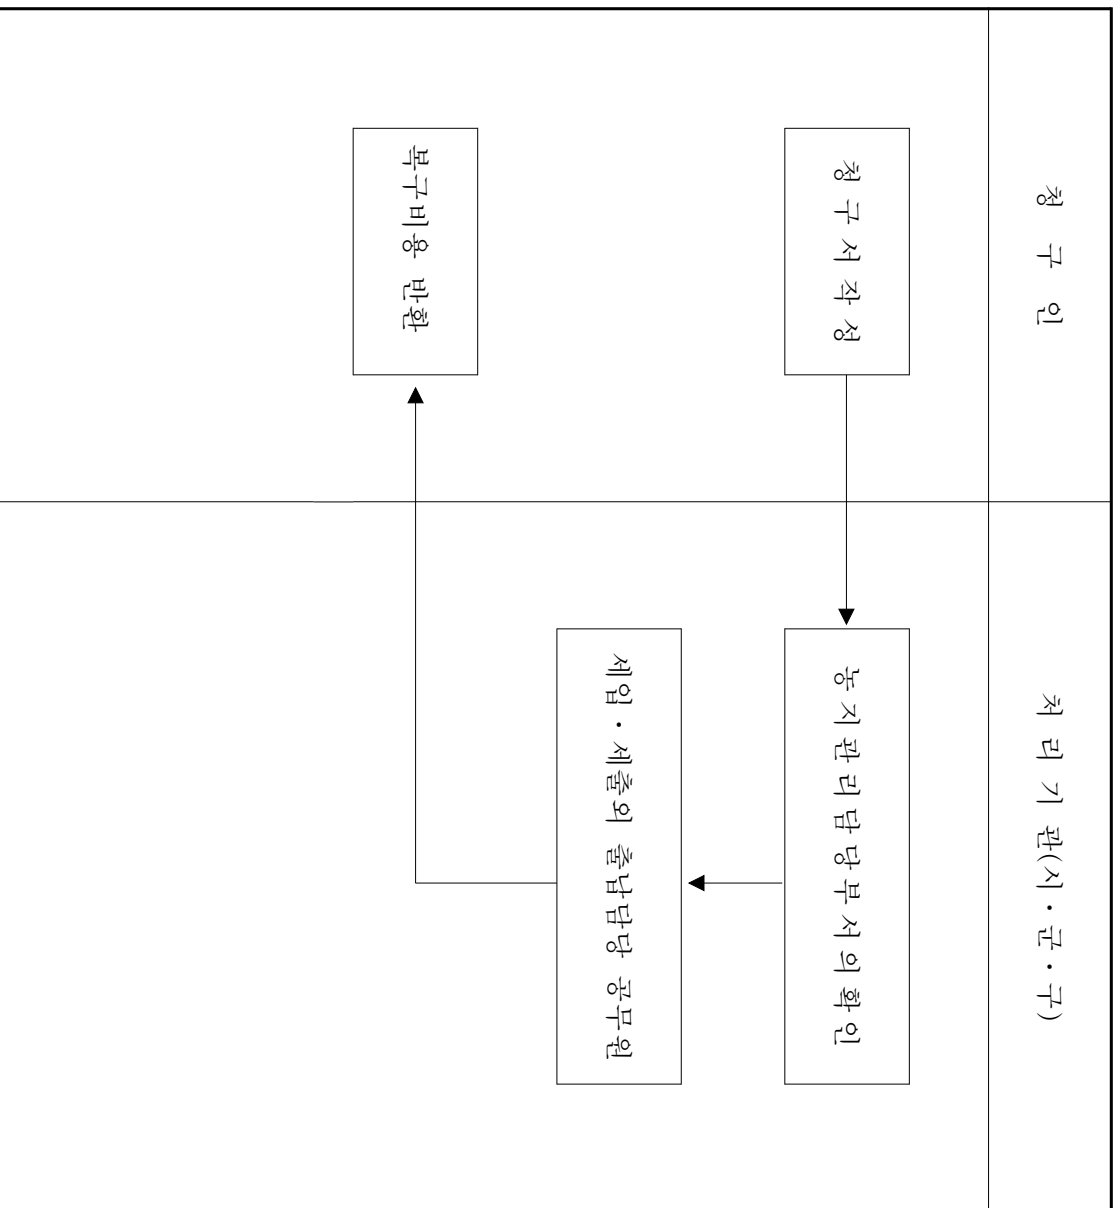 청 구 인
처 리 기 관(시·군·구)
청 구 서 작 성
농 지 관 리 담 당 부 서 의 확 인
세입·세출외 출납담당 공무원
복구비용 반환